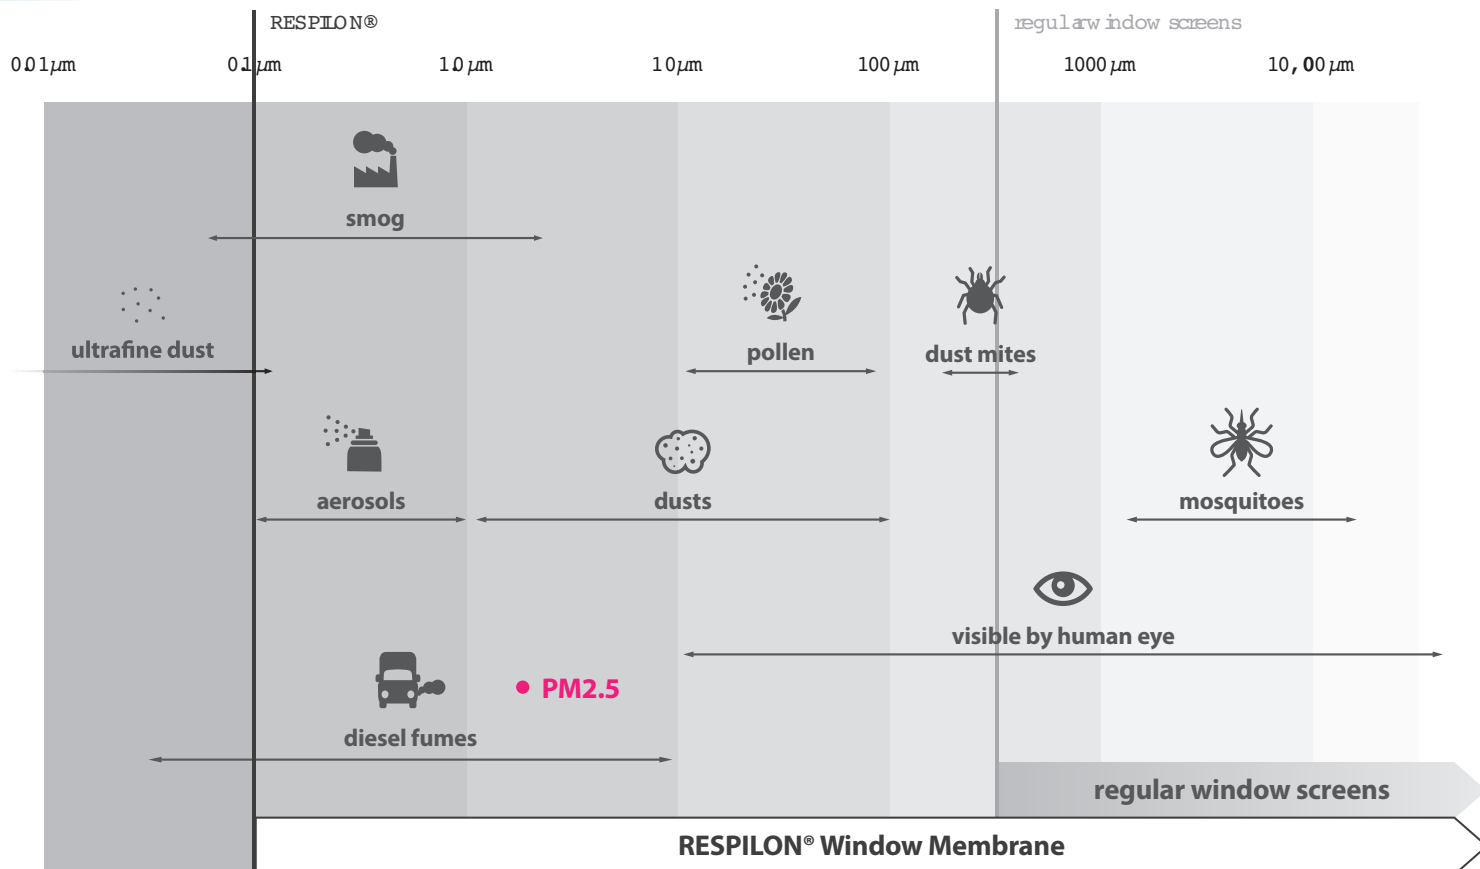 RESPILON®
regular window screens
0.01 µm
0.1 µm
1.0 µm
10 µm
100 µm
1000 µm
10,00 µm
smog
ultrafine dust
pollen
dust mites
aerosols
dusts
mosquitoes
visible by human eye
PM2.5
diesel fumes
regular window screens
RESPILON® Window Membrane